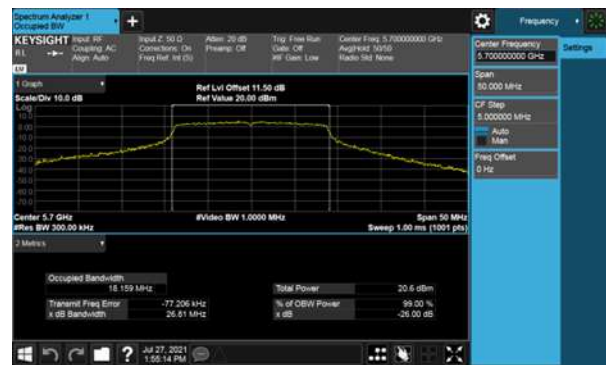 Spectrum Analyzer 1
Occupied BW
Frequency
KEYSIGHT Input: RF
Coupling: AC
Align: Auto
Input Z: 50 Ω
Corrections: On
Freq Ref: Int (S)
Atten: 20 dB
Preamp: Off
Trig: Free Run
Gate: Off
#IF Gain: Low
Center Freq: 5.700000000 GHz
Avg|Hold: 50/50
Radio Std: None
Center Frequency
5.700000000 GHz
Settings
Span
50.000 MHz
CF Step
5.000000 MHz
Auto
Man
Freq Offset
0 Hz
1 Graph
Scale/Div 10.0 dB
Ref Lvl Offset 11.50 dB
Ref Value 20.00 dBm
Log
10.0
0.00
Center 5.7 GHz
#Res BW 300.00 kHz
#Video BW 1.0000 MHz
Span 50 MHz
Sweep 1.00 ms (1001 pts)
2 Metrics
Occupied Bandwidth
18.159 MHz
Total Power 20.6 dBm
Transmit Freq Error -77.206 kHz
% of OBW Power 99.00 %
x dB Bandwidth 26.81 MHz
x dB -26.00 dB
Jul 27, 2021
1:55:14 PM